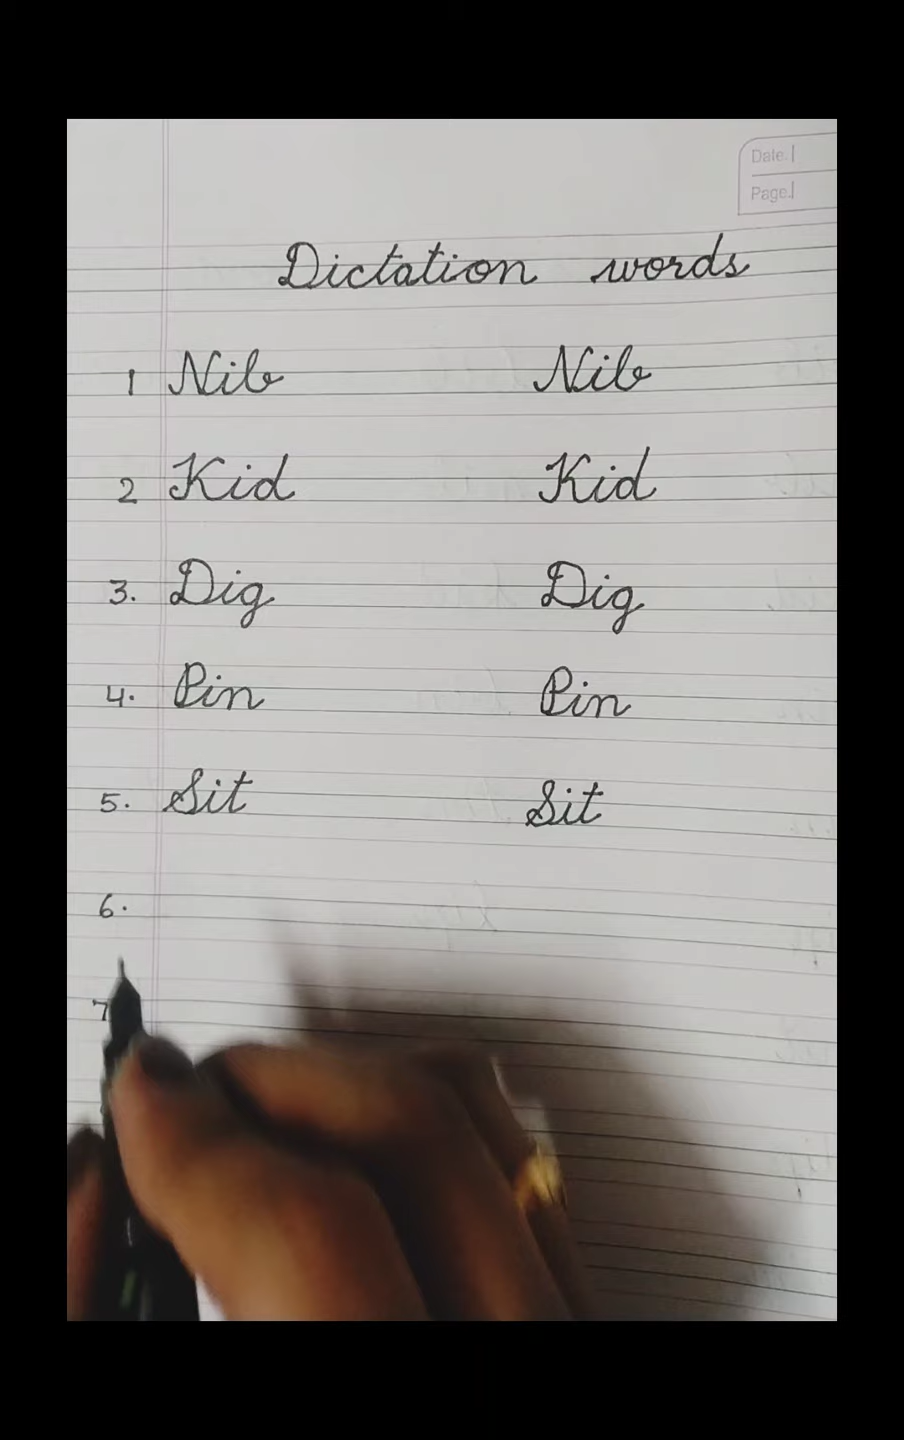 Date.
Page.
Dictation words
1 Nib Nib
2 Kid Kid
3. Dig Dig
4. Pin Pin
5. Sit Sit
6.
7